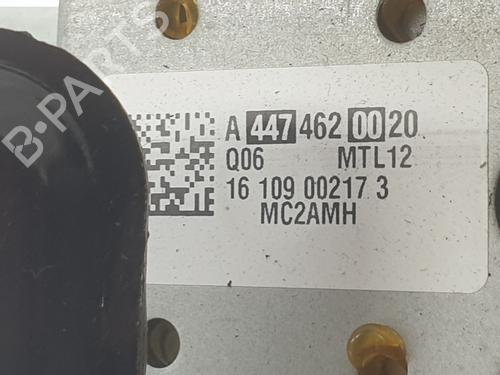 B-PARTS
A 447 462 00 20
Q06 MTL12
16 109 00217 3
MC2AMH